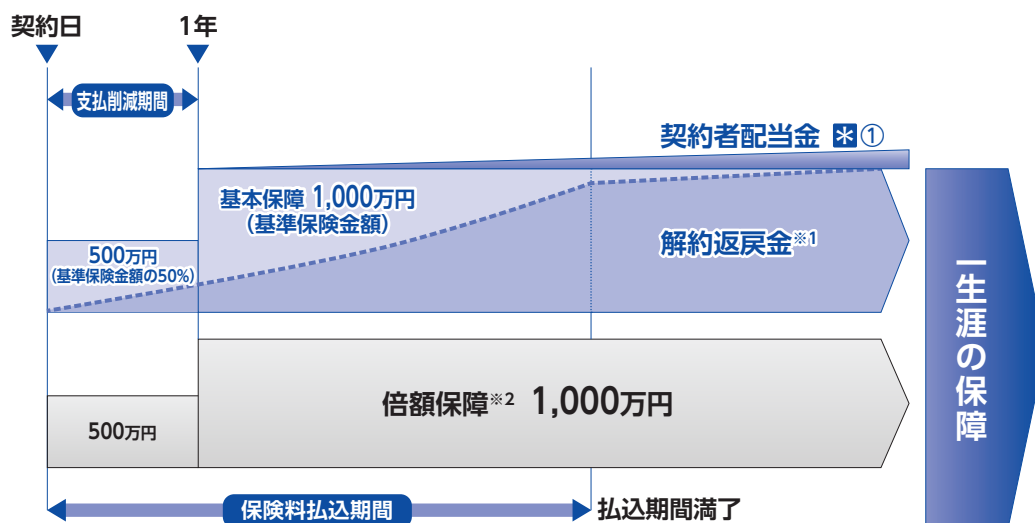 契約日
1年
支払削減期間
契約者配当金 *①
基本保障 1,000万円
(基準保険金額)
500万円
(基準保険金額の50%)
解約返戻金※1
一生涯の保障
倍額保障※2 1,000万円
500万円
保険料払込期間
払込期間満了